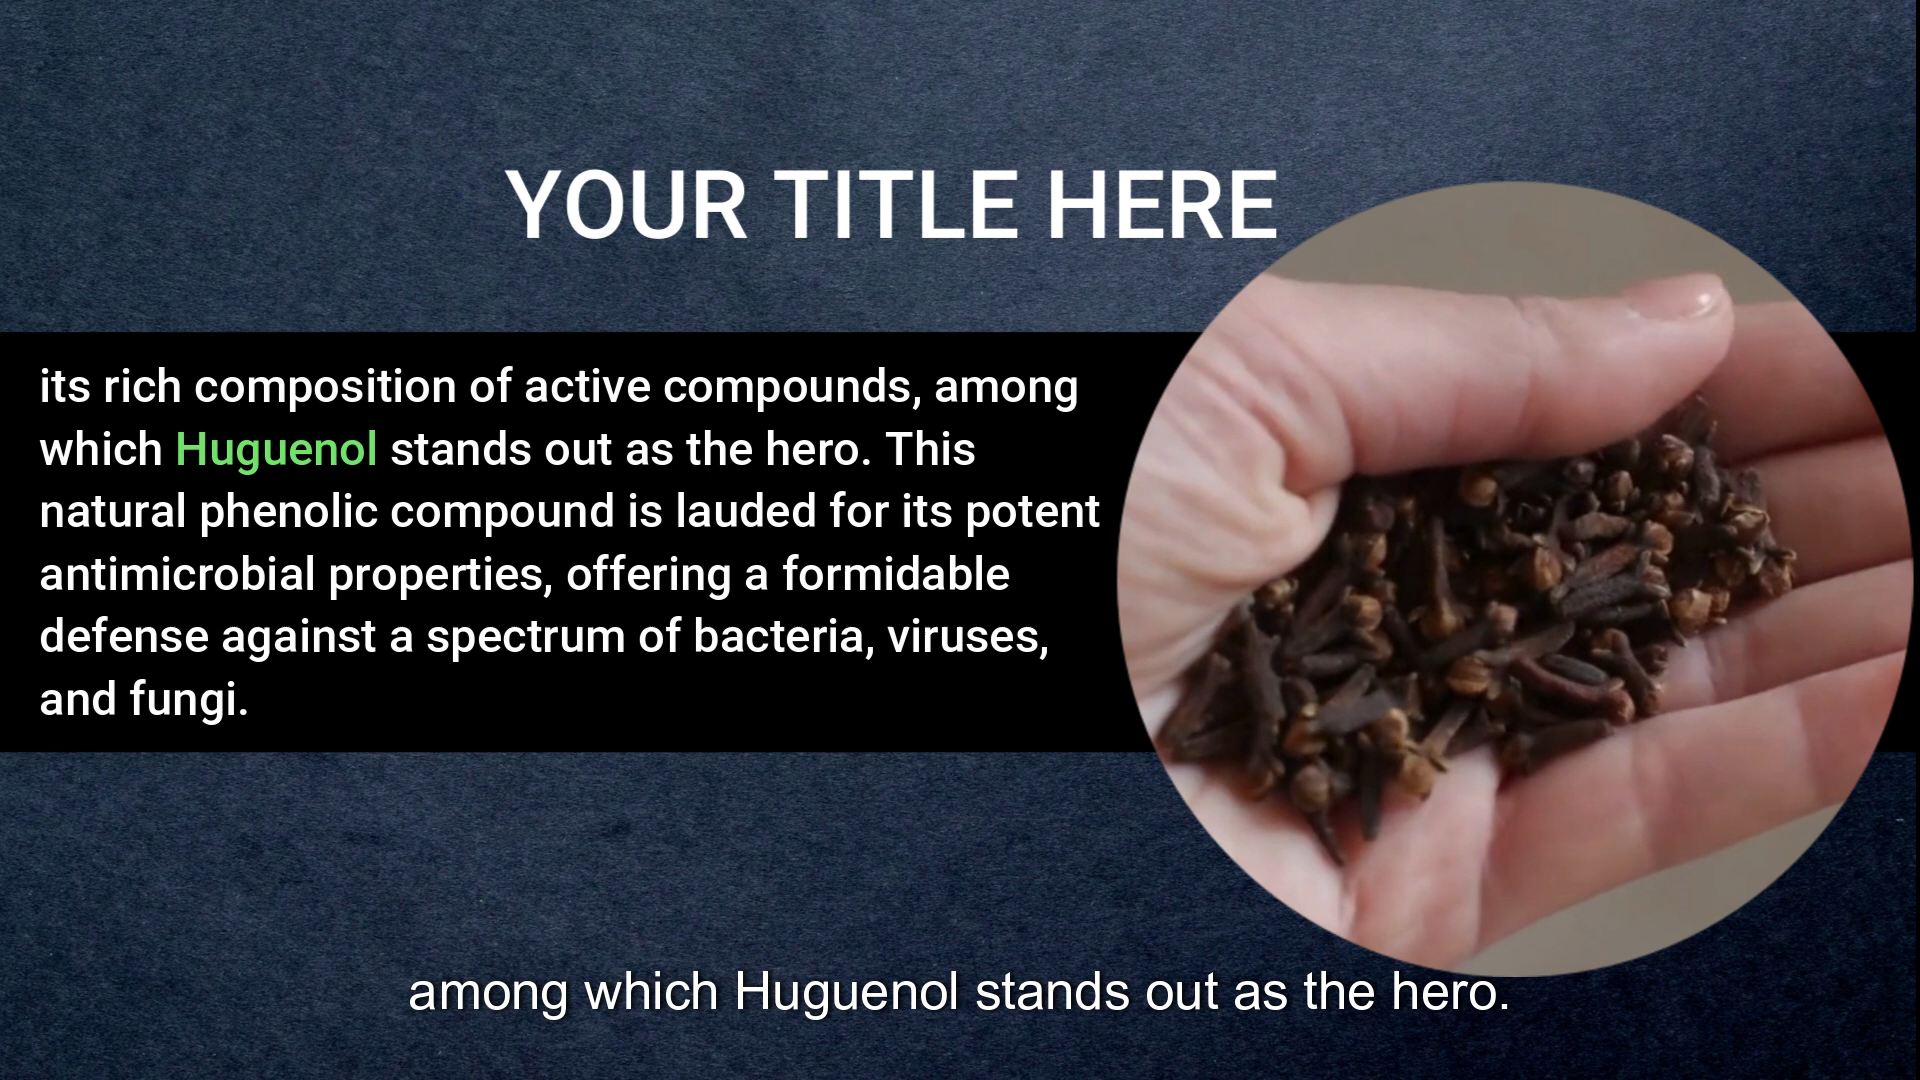 YOUR TITLE HERE
its rich composition of active compounds, among
which Huguenol stands out as the hero. This
natural phenolic compound is lauded for its potent
antimicrobial properties, offering a formidable
defense against a spectrum of bacteria, viruses,
and fungi.
among which Huguenol stands out as the hero.